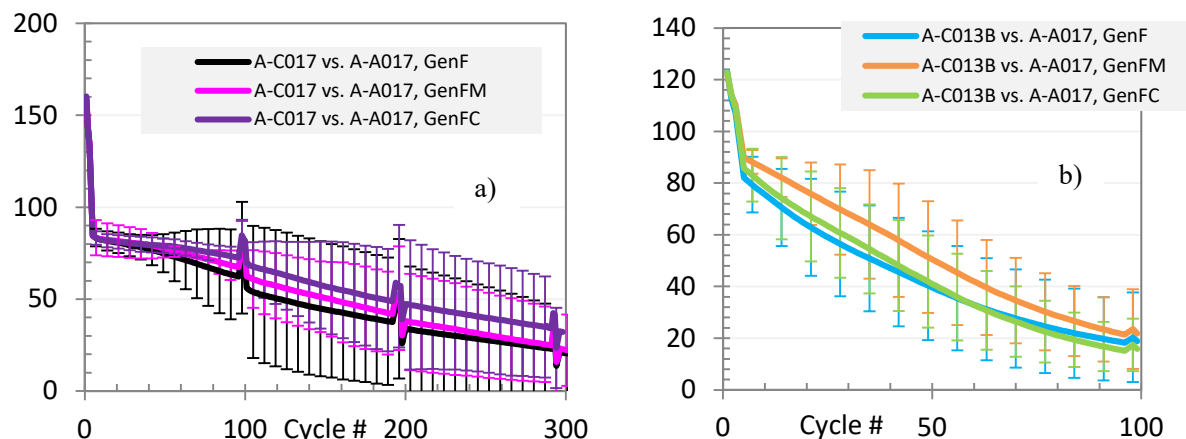 200
150
100
50
0
A-C017 vs. A-A017, GenF
A-C017 vs. A-A017, GenFM
A-C017 vs. A-A017, GenFC
a)
0 100 200 300
Cycle #
140
120
100
80
60
40
20
0
A-C013B vs. A-A017, GenF
A-C013B vs. A-A017, GenFM
A-C013B vs. A-A017, GenFC
b)
0 50 100
Cycle #